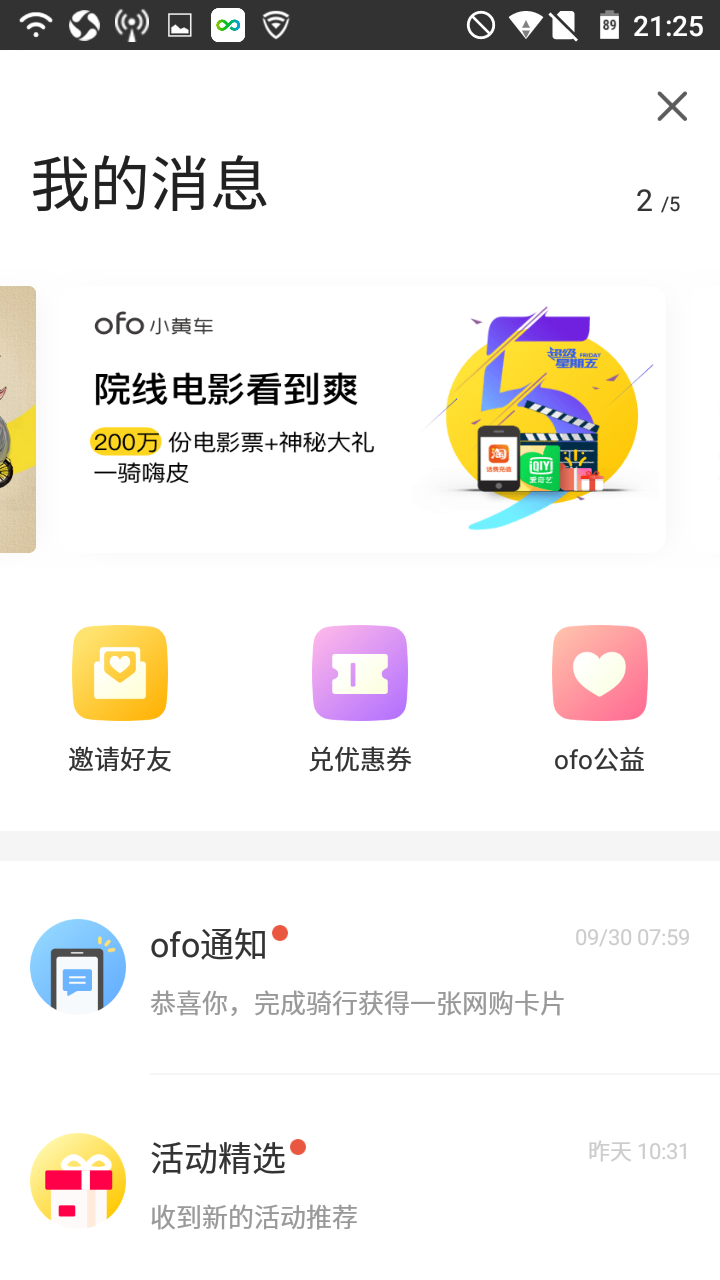 89 21:25
我的消息
2 /5
ofo 小黄车
院线电影看到爽
200万 份电影票+神秘大礼
一骑嗨皮
超级 FRIDAY
星期五
淘
话费充值
iQIY
爱奇艺
邀请好友
兑优惠券
ofo公益
ofo通知
09/30 07:59
恭喜你，完成骑行获得一张网购卡片
活动精选
昨天 10:31
收到新的活动推荐